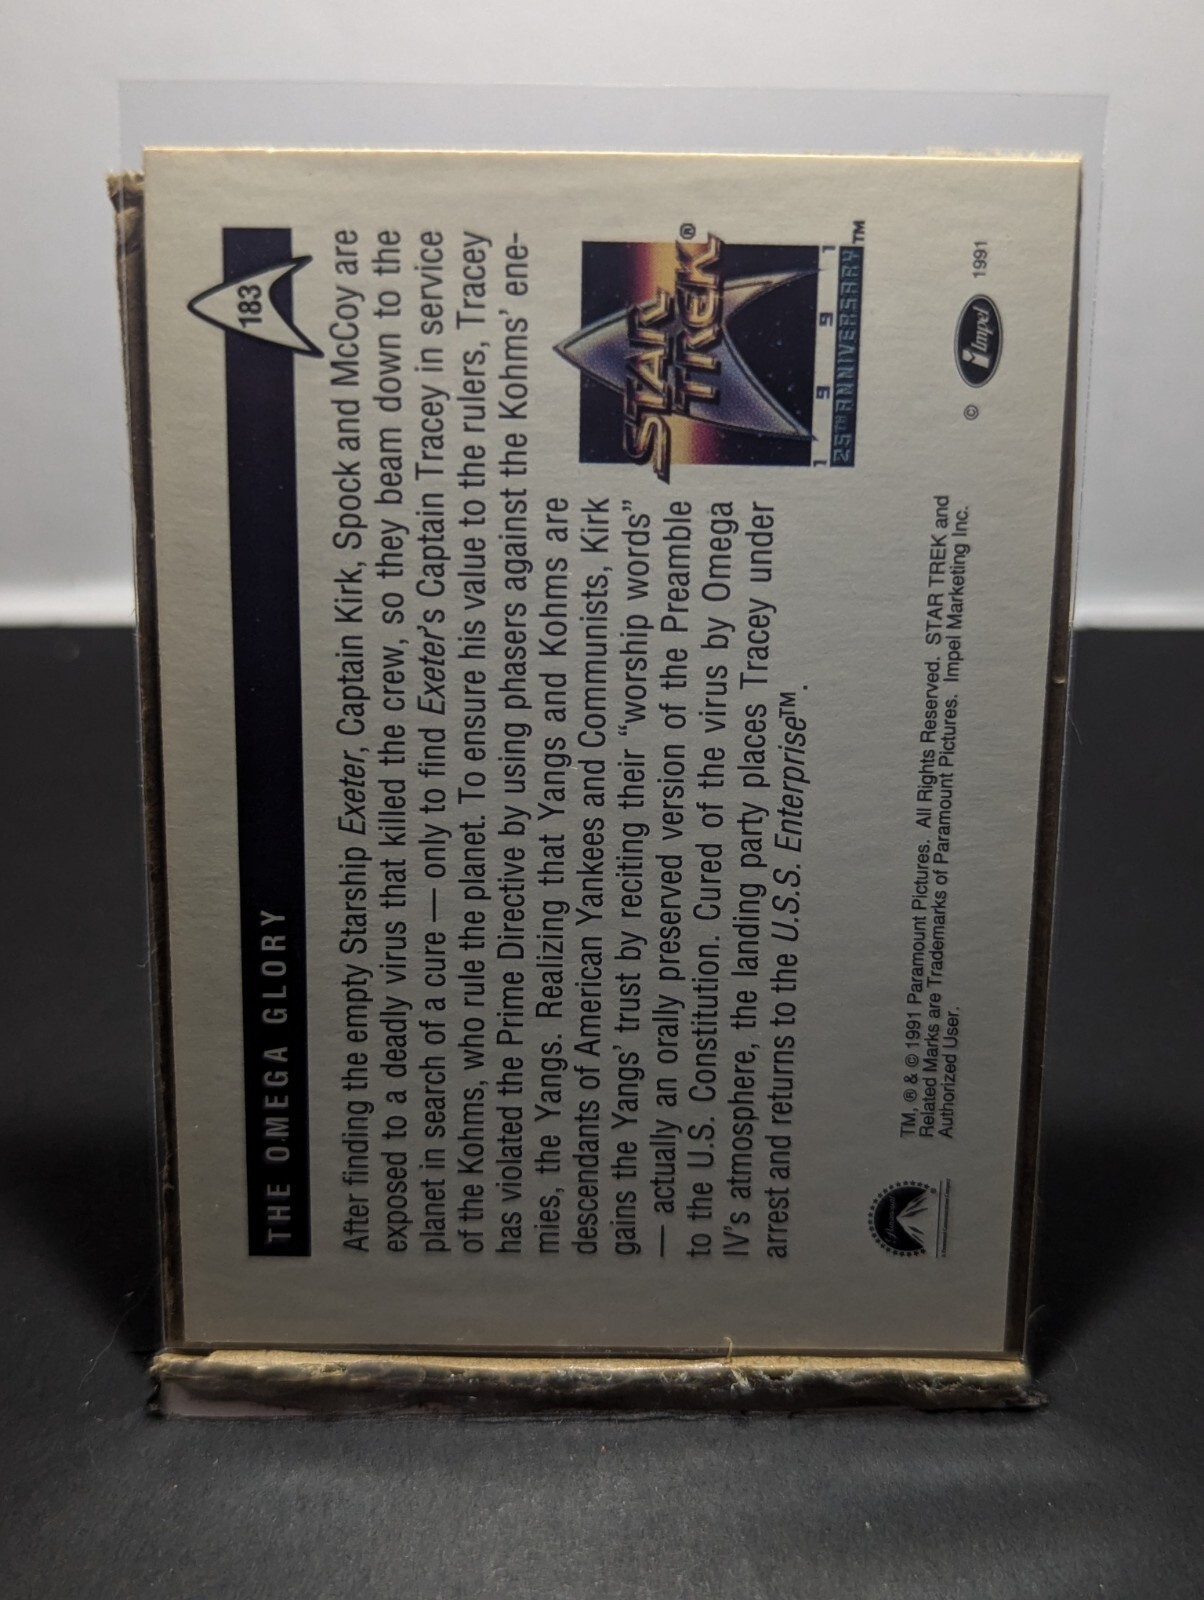 THE OMEGA GLORY
183
After finding the empty Starship Exeter, Captain Kirk, Spock and McCoy are
exposed to a deadly virus that killed the crew, so they beam down to the
planet in search of a cure — only to find Exeter's Captain Tracey in service
of the Kohms, who rule the planet. To ensure his value to the rulers, Tracey
has violated the Prime Directive by using phasers against the Kohms' ene-
mies, the Yangs. Realizing that Yangs and Kohms are
descendants of American Yankees and Communists, Kirk
gains the Yangs' trust by reciting their “worship words”
— actually an orally preserved version of the Preamble
to the U.S. Constitution. Cured of the virus by Omega
IV's atmosphere, the landing party places Tracey under
arrest and returns to the U.S.S. Enterprise™.
STAR
TREK®
1 9 9 1
25TH ANNIVERSARY™
Paramount
TM, ® & © 1991 Paramount Pictures. All Rights Reserved. STAR TREK and
Related Marks are Trademarks of Paramount Pictures. Impel Marketing Inc.
Authorized User.
© Impel 1991